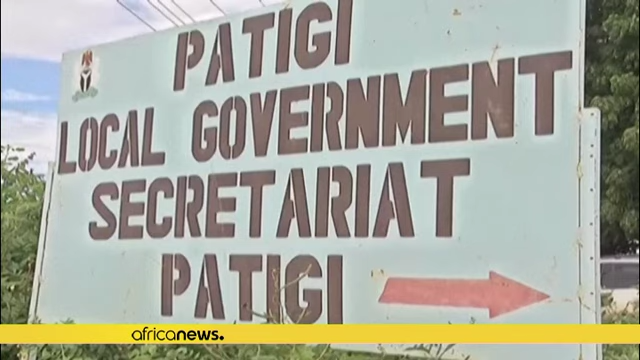 PATIGI
LOCAL GOVERNMENT
SECRETARIAT
PATIGI
africanews.